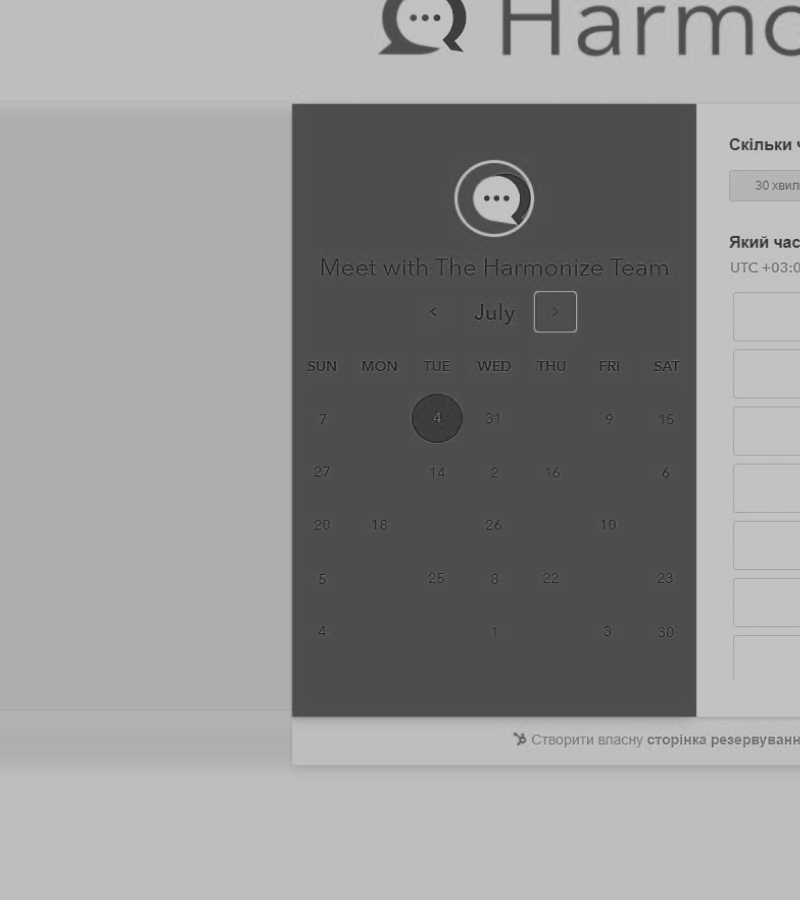 Harmo
Скільки ч
30 хвил
Meet with The Harmonize Team
‹ July ›
Який час
UTC +03:0
SUN MON TUE WED THU FRI SAT
7 4 31 9 15
27 14 2 16 6
20 18 26 10
5 25 8 22 23
4 1 3 30
Створити власну сторінка резервуванн